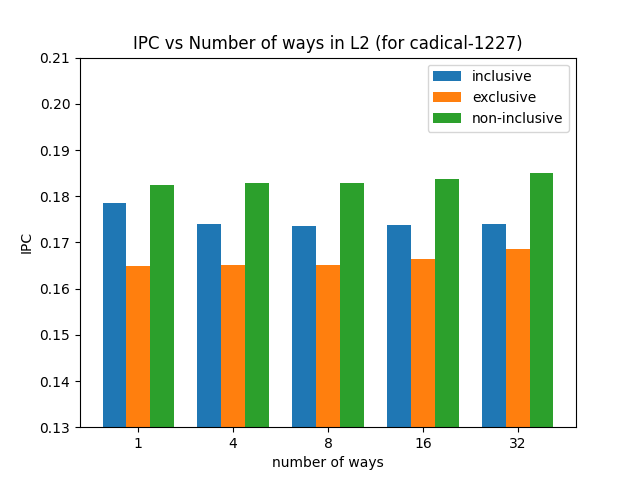 IPC vs Number of ways in L2 (for cadical-1227)
inclusive
exclusive
non-inclusive
0.21
0.20
0.19
0.18
0.17
0.16
0.15
0.14
0.13
IPC
1 4 8 16 32
number of ways